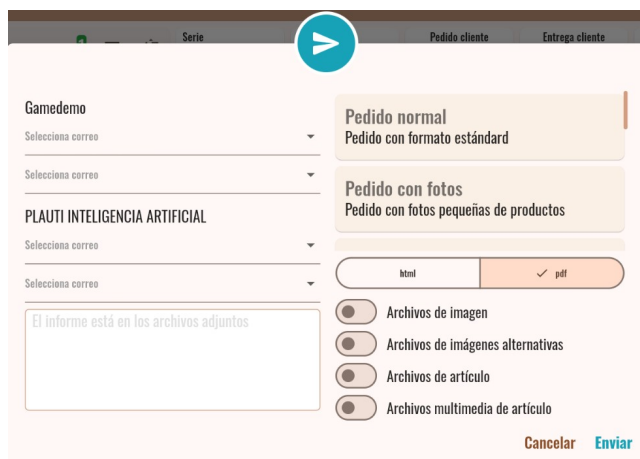 Serie
Pedido cliente
Entrega cliente
Gamedemo
Selecciona correo
Selecciona correo
PLAUTI INTELIGENCIA ARTIFICIAL
Selecciona correo
Selecciona correo
El informe está en los archivos adjuntos
Pedido normal
Pedido con formato estándard
Pedido con fotos
Pedido con fotos pequeñas de productos
html
pdf
Archivos de imagen
Archivos de imágenes alternativas
Archivos de artículo
Archivos multimedia de artículo
Cancelar
Enviar